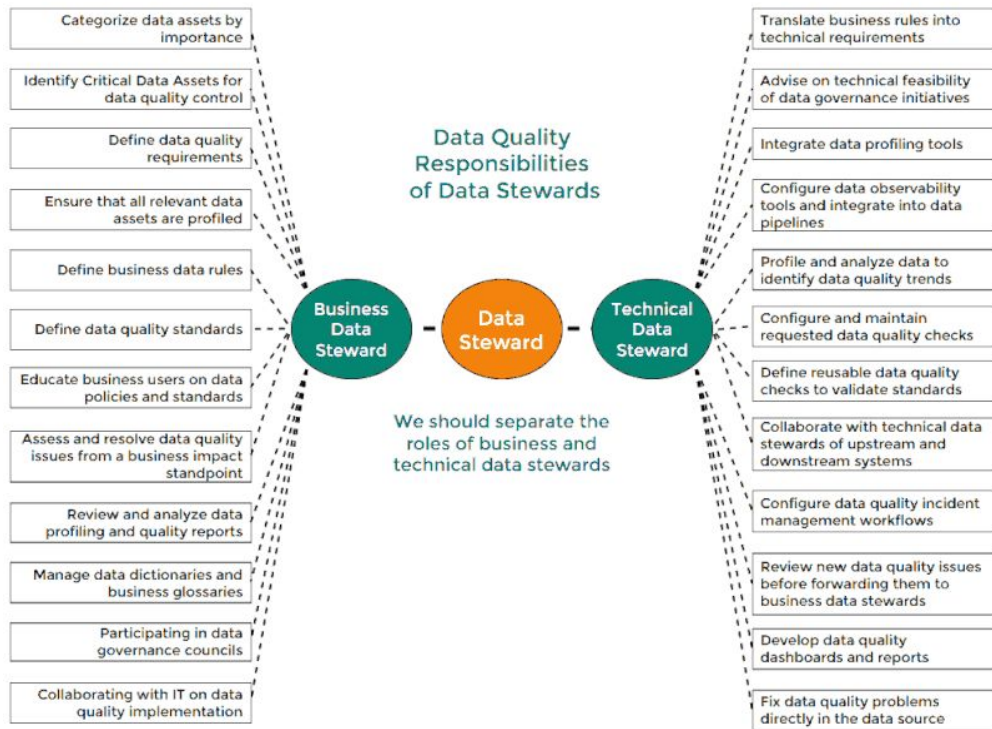 Categorize data assets by
importance
Identify Critical Data Assets for
data quality control
Define data quality
requirements
Ensure that all relevant data
assets are profiled
Define business data rules
Define data quality standards
Educate business users on data
policies and standards
Assess and resolve data quality
issues from a business impact
standpoint
Review and analyze data
profiling and quality reports
Manage data dictionaries and
business glossaries
Participating in data
governance councils
Collaborating with IT on data
quality implementation
Data Quality
Responsibilities
of Data Stewards
Business
Data
Steward
Data
Steward
Technical
Data
Steward
We should separate the
roles of business and
technical data stewards
Translate business rules into
technical requirements
Advise on technical feasibility
of data governance initiatives
Integrate data profiling tools
Configure data observability
tools and integrate into data
pipelines
Profile and analyze data to
identify data quality trends
Configure and maintain
requested data quality checks
Define reusable data quality
checks to validate standards
Collaborate with technical data
stewards of upstream and
downstream systems
Configure data quality incident
management workflows
Review new data quality issues
before forwarding them to
business data stewards
Develop data quality
dashboards and reports
Fix data quality problems
directly in the data source